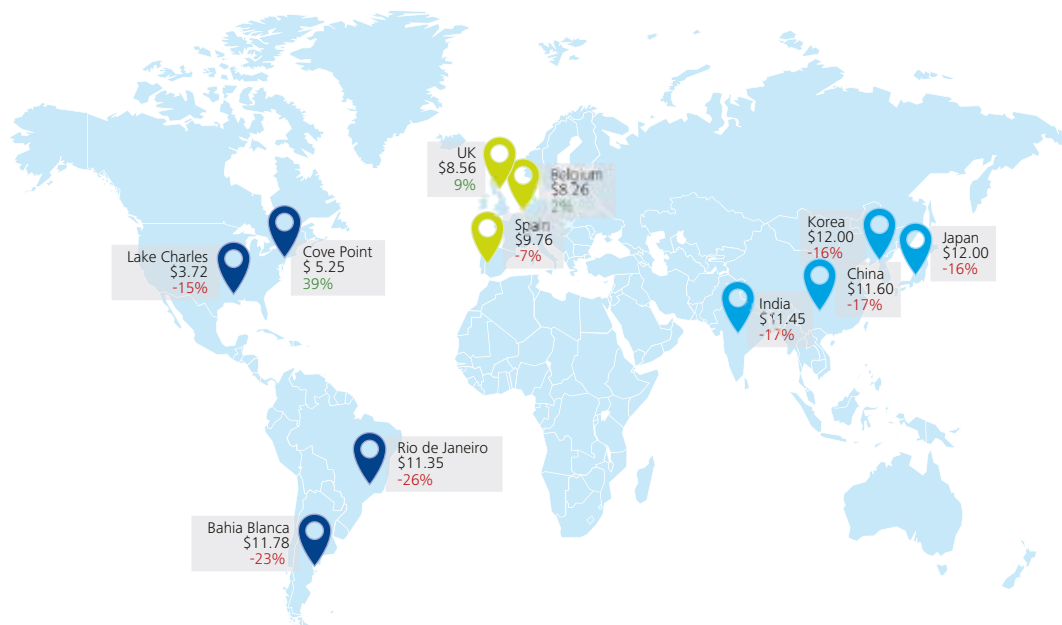 UK
$8.56
9%
Belgium
$8.26
2%
Spain
$9.76
-7%
Korea
$12.00
-16%
Japan
$12.00
-16%
Lake Charles
$3.72
-15%
Cove Point
$ 5.25
39%
China
$11.60
-17%
India
$11.45
-17%
Rio de Janeiro
$11.35
-26%
Bahia Blanca
$11.78
-23%